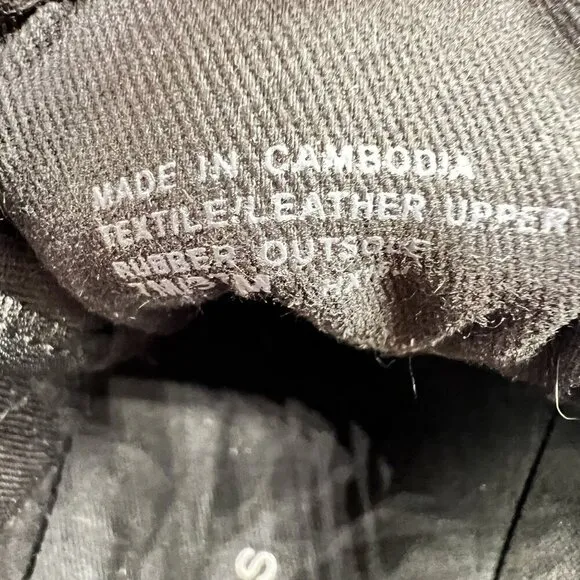 MADE IN CAMBODIA
TEXTILE/LEATHER UPPER
RUBBER OUTSOLE
S